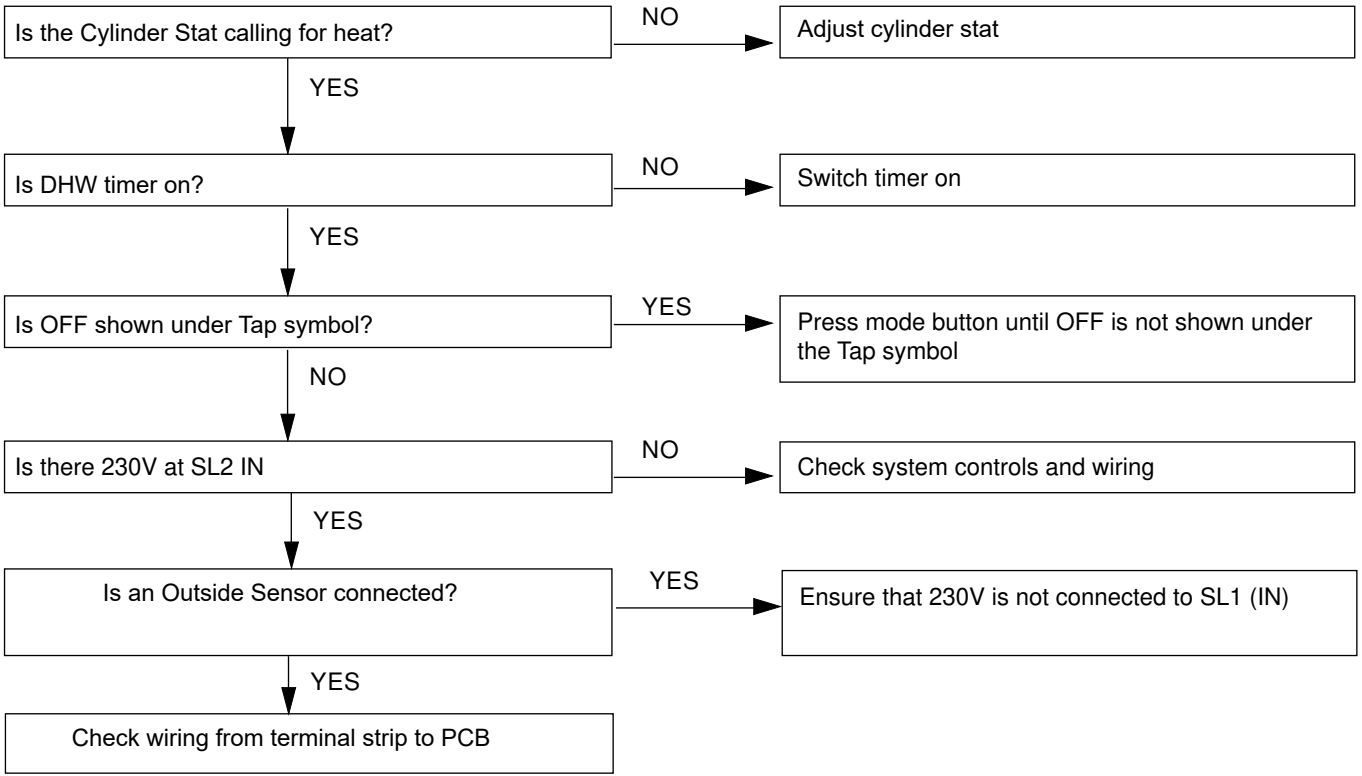 Is the Cylinder Stat calling for heat?
NO
Adjust cylinder stat
YES
Is DHW timer on?
NO
Switch timer on
YES
Is OFF shown under Tap symbol?
YES
Press mode button until OFF is not shown under
the Tap symbol
NO
Is there 230V at SL2 IN
NO
Check system controls and wiring
YES
Is an Outside Sensor connected?
YES
Ensure that 230V is not connected to SL1 (IN)
YES
Check wiring from terminal strip to PCB